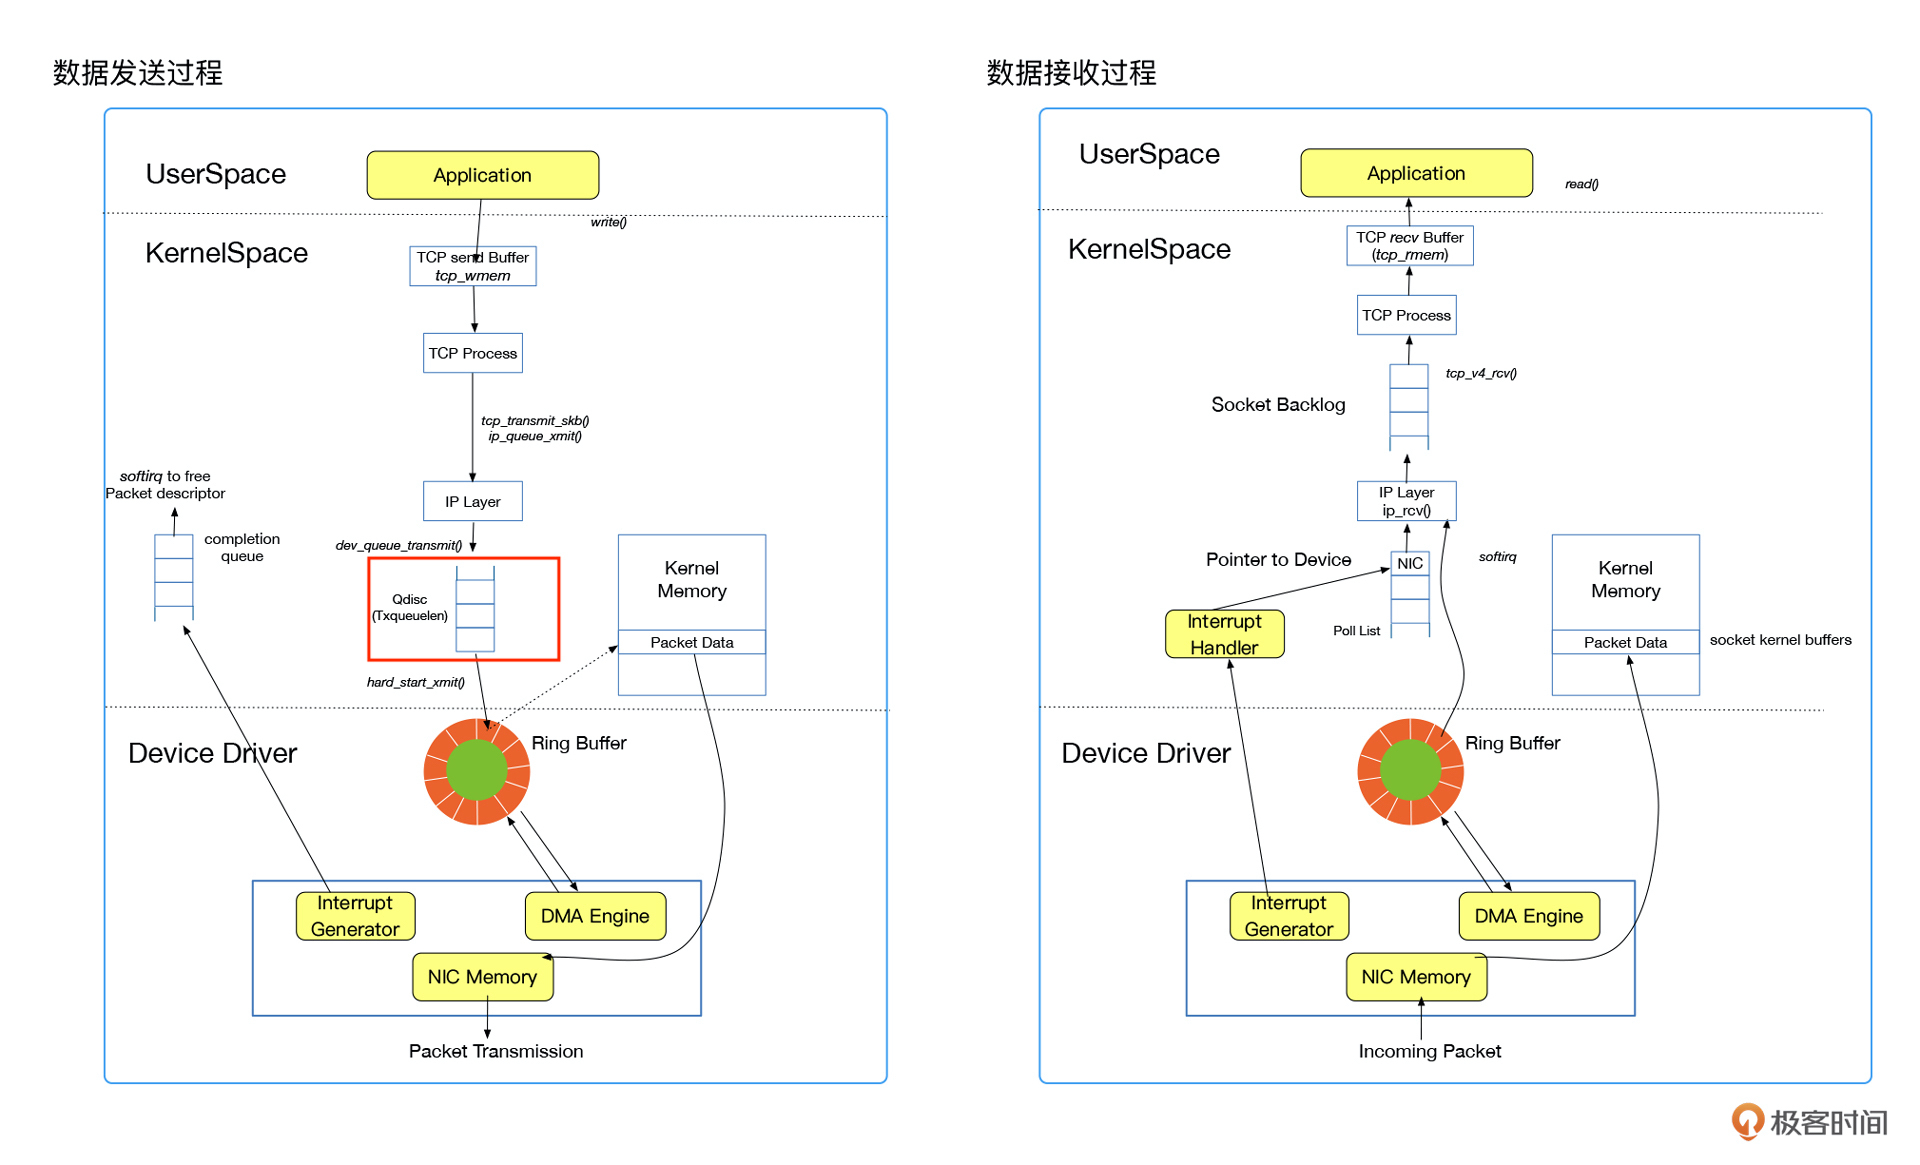 数据发送过程
UserSpace
Application
write()
KernelSpace
TCP send Buffer
tcp_wmem
TCP Process
tcp_transmit_skb()
ip_queue_xmit()
softirq to free
Packet descriptor
IP Layer
completion
queue
dev_queue_transmit()
Qdisc
(Txqueuelen)
Kernel
Memory
Packet Data
hard_start_xmit()
Device Driver
Ring Buffer
Interrupt
Generator
DMA Engine
NIC Memory
Packet Transmission
数据接收过程
UserSpace
Application
read()
KernelSpace
TCP recv Buffer
(tcp_rmem)
TCP Process
tcp_v4_rcv()
Socket Backlog
IP Layer
ip_rcv()
Pointer to Device
NIC
softirq
Kernel
Memory
Interrupt
Handler
Poll List
Packet Data
socket kernel buffers
Device Driver
Ring Buffer
Interrupt
Generator
DMA Engine
NIC Memory
Incoming Packet
极客时间